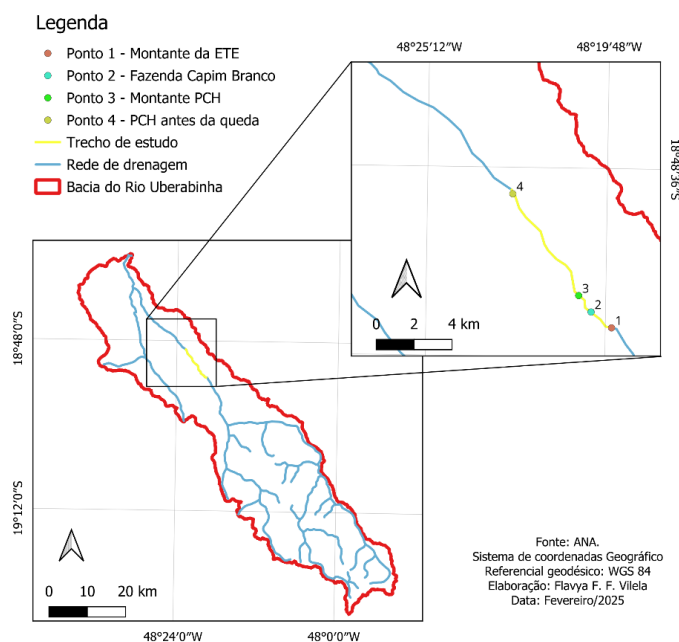 Legenda
Ponto 1 - Montante da ETE
Ponto 2 - Fazenda Capim Branco
Ponto 3 - Montante PCH
Ponto 4 - PCH antes da queda
Trecho de estudo
Rede de drenagem
Bacia do Rio Uberabinha
48°25'12"W
48°19'48"W
18°48'36"S
4
3
2
1
0 2 4 km
18°48'0"S
19°12'0"S
0 10 20 km
48°24'0"W
48°0'0"W
Fonte: ANA.
Sistema de coordenadas Geográfico
Referencial geodésico: WGS 84
Elaboração: Flavya F. F. Vilela
Data: Fevereiro/2025